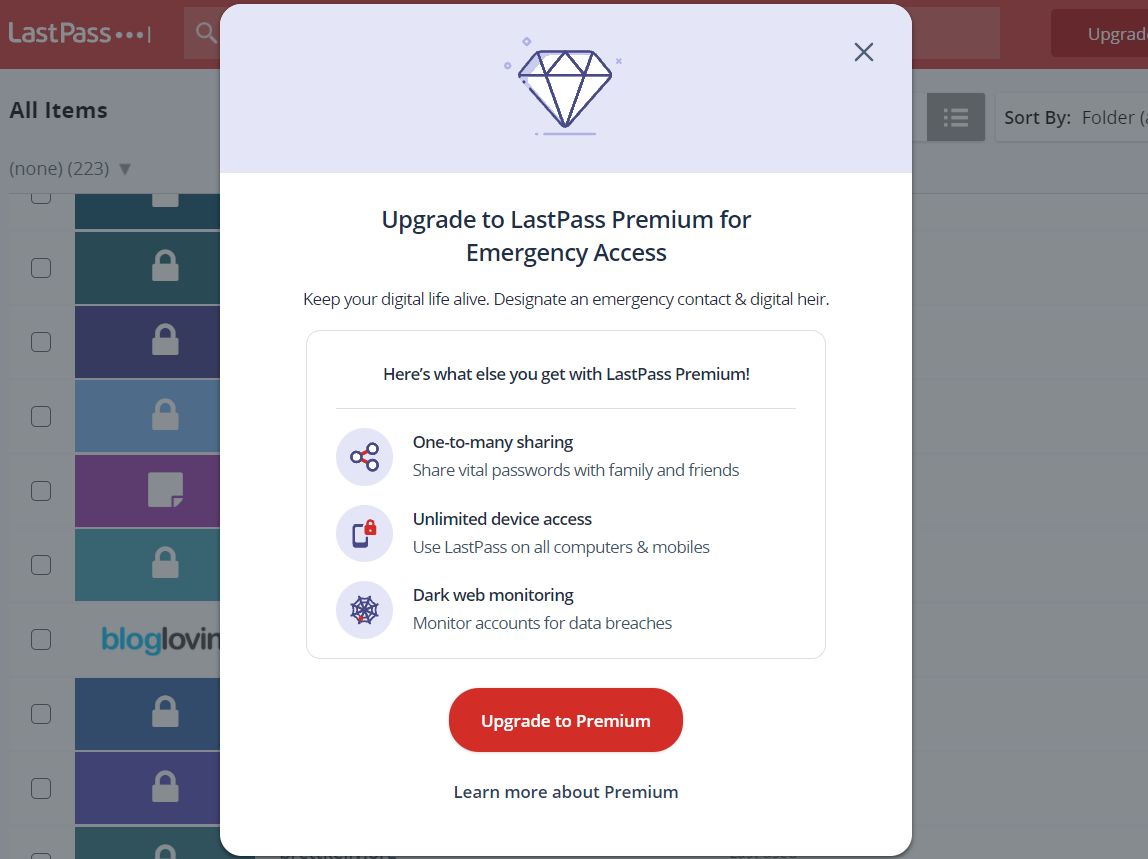 LastPass
Upgrade
All Items
Sort By: Folder (a
(none) (223)
Upgrade to LastPass Premium for
Emergency Access
Keep your digital life alive. Designate an emergency contact & digital heir.
Here's what else you get with LastPass Premium!
One-to-many sharing
Share vital passwords with family and friends
Unlimited device access
Use LastPass on all computers & mobiles
Dark web monitoring
Monitor accounts for data breaches
bloglovin
Upgrade to Premium
Learn more about Premium